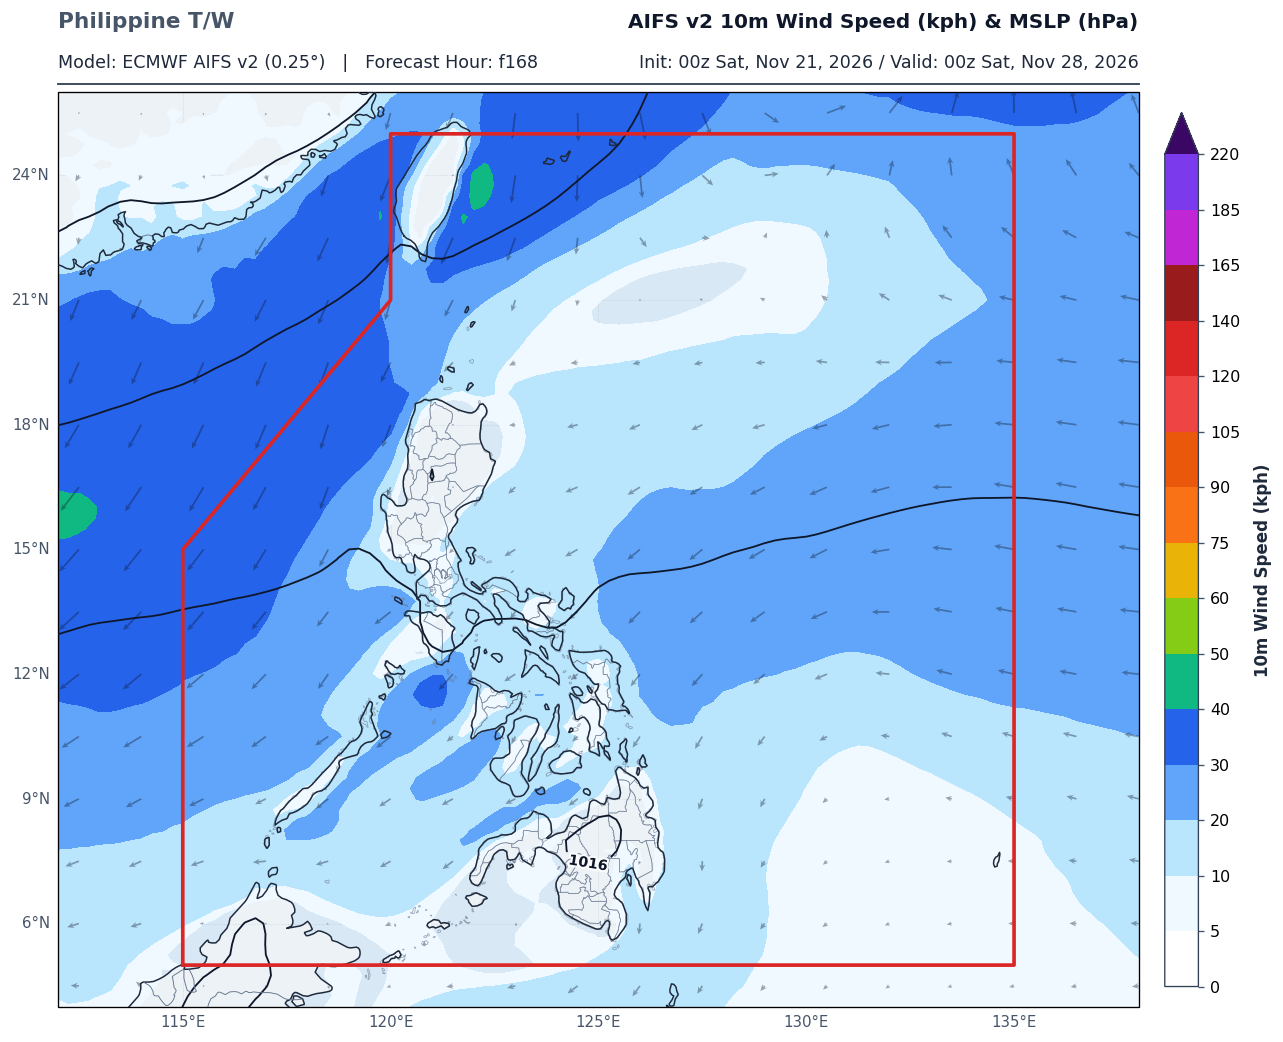 Philippine T/W
AIFS v2 10m Wind Speed (kph) & MSLP (hPa)
Model: ECMWF AIFS v2 (0.25°) | Forecast Hour: f168
Init: 00z Sat, Nov 21, 2026 / Valid: 00z Sat, Nov 28, 2026
24°N
21°N
18°N
15°N
12°N
9°N
6°N
1016
115°E
120°E
125°E
130°E
135°E
220
185
165
140
120
105
90
75
60
50
40
30
20
10
5
0
10m Wind Speed (kph)